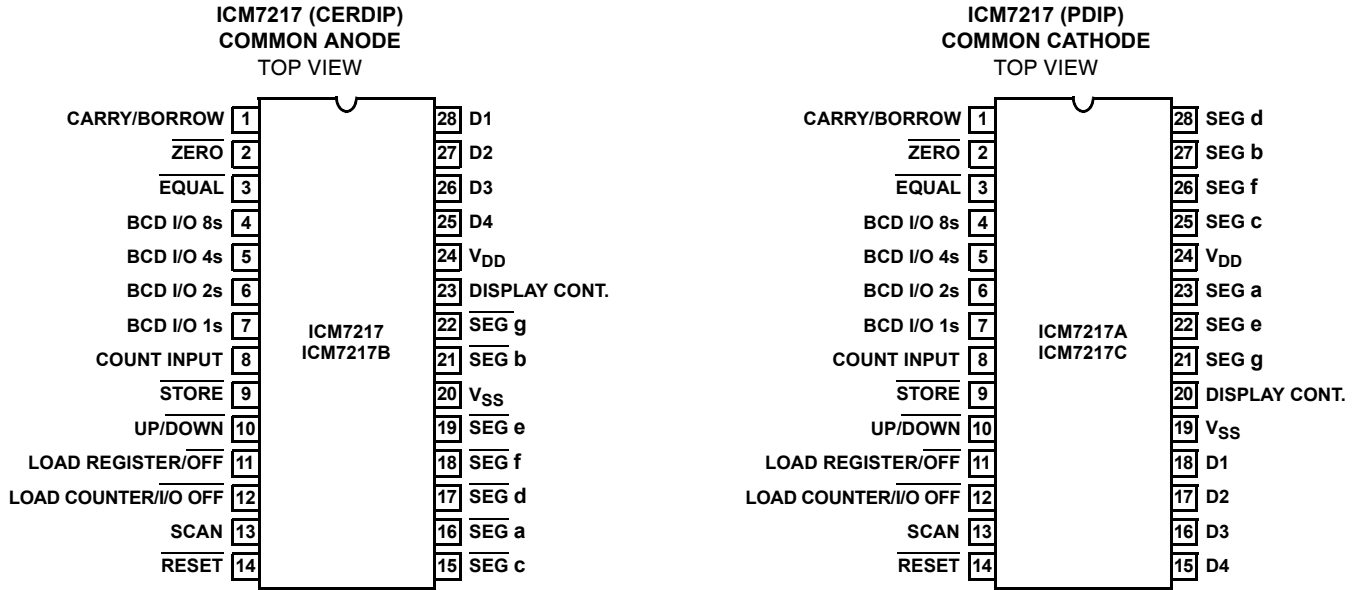 ICM7217 (CERDIP)
COMMON ANODE
TOP VIEW
CARRY/BORROW 1
ZERO 2
EQUAL 3
BCD I/O 8s 4
BCD I/O 4s 5
BCD I/O 2s 6
BCD I/O 1s 7
COUNT INPUT 8
STORE 9
UP/DOWN 10
LOAD REGISTER/OFF 11
LOAD COUNTER/I/O OFF 12
SCAN 13
RESET 14
ICM7217
ICM7217B
28 D1
27 D2
26 D3
25 D4
24 VDD
23 DISPLAY CONT.
22 SEG g
21 SEG b
20 VSS
19 SEG e
18 SEG f
17 SEG d
16 SEG a
15 SEG c
ICM7217 (PDIP)
COMMON CATHODE
TOP VIEW
CARRY/BORROW 1
ZERO 2
EQUAL 3
BCD I/O 8s 4
BCD I/O 4s 5
BCD I/O 2s 6
BCD I/O 1s 7
COUNT INPUT 8
STORE 9
UP/DOWN 10
LOAD REGISTER/OFF 11
LOAD COUNTER/I/O OFF 12
SCAN 13
RESET 14
ICM7217A
ICM7217C
28 SEG d
27 SEG b
26 SEG f
25 SEG c
24 VDD
23 SEG a
22 SEG e
21 SEG g
20 DISPLAY CONT.
19 VSS
18 D1
17 D2
16 D3
15 D4